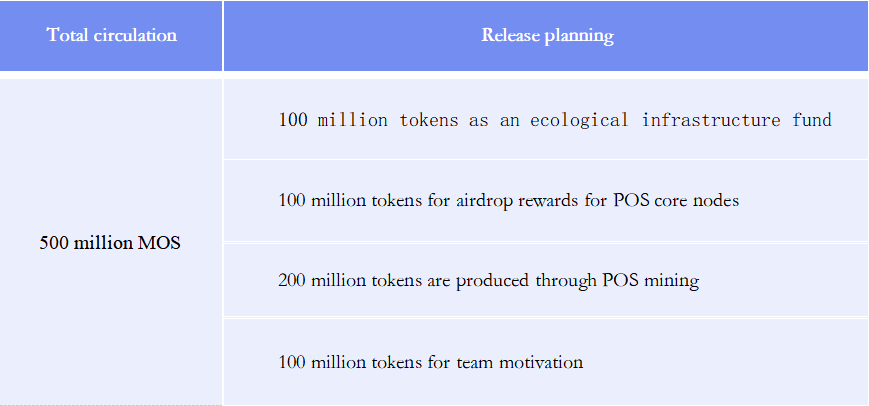 Total circulation
Release planning
500 million MOS
100 million tokens as an ecological infrastructure fund
100 million tokens for airdrop rewards for POS core nodes
200 million tokens are produced through POS mining
100 million tokens for team motivation